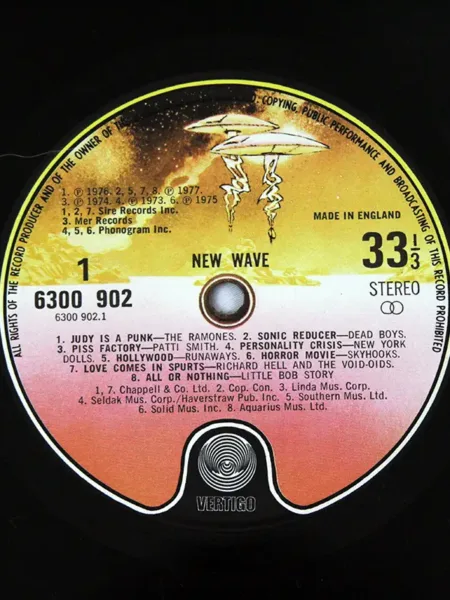 ALL RIGHTS OF THE RECORD PRODUCER AND OF THE OWNER OF THE
D. COPYING, PUBLIC PERFORMANCE AND BROADCASTING OF THIS RECORD PROHIBITED
1. ℗ 1976. 2, 5, 7, 8. ℗ 1977.
3. ℗ 1974. 4. ℗ 1973. 6. ℗ 1975
1, 2, 7. Sire Records Inc.
3. Mer Records
4, 5, 6. Phonogram Inc.
MADE IN ENGLAND
1
NEW WAVE
33 1/3
6300 902
STEREO
6300 902.1
1. JUDY IS A PUNK—THE RAMONES. 2. SONIC REDUCER—DEAD BOYS.
3. PISS FACTORY—PATTI SMITH. 4. PERSONALITY CRISIS—NEW YORK
DOLLS. 5. HOLLYWOOD—RUNAWAYS. 6. HORROR MOVIE—SKYHOOKS.
7. LOVE COMES IN SPURTS—RICHARD HELL AND THE VOID-OIDS.
8. ALL OR NOTHING—LITTLE BOB STORY
1, 7. Chappell & Co. Ltd. 2. Cop. Con. 3. Linda Mus. Corp.
4. Seldak Mus. Corp./Haverstraw Pub. Inc. 5. Southern Mus. Ltd.
6. Solid Mus. Inc. 8. Aquarius Mus. Ltd.
VERTIGO